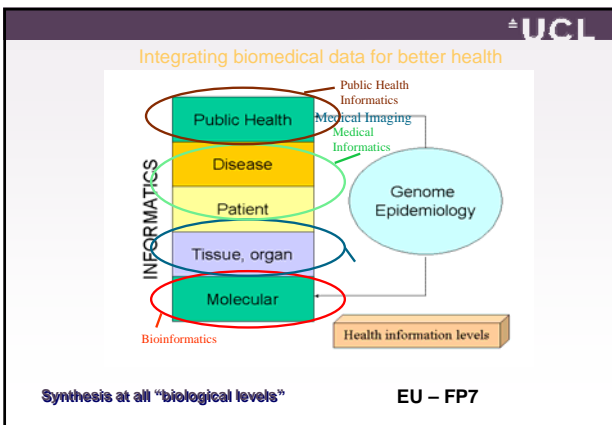 UCL
Integrating biomedical data for better health
Public Health
Informatics
Public Health
Medical Imaging
Medical
Informatics
Disease
Patient
Tissue, organ
Molecular
INFORMATICS
Genome
Epidemiology
Bioinformatics
Health information levels
Synthesis at all “biological levels”
EU – FP7